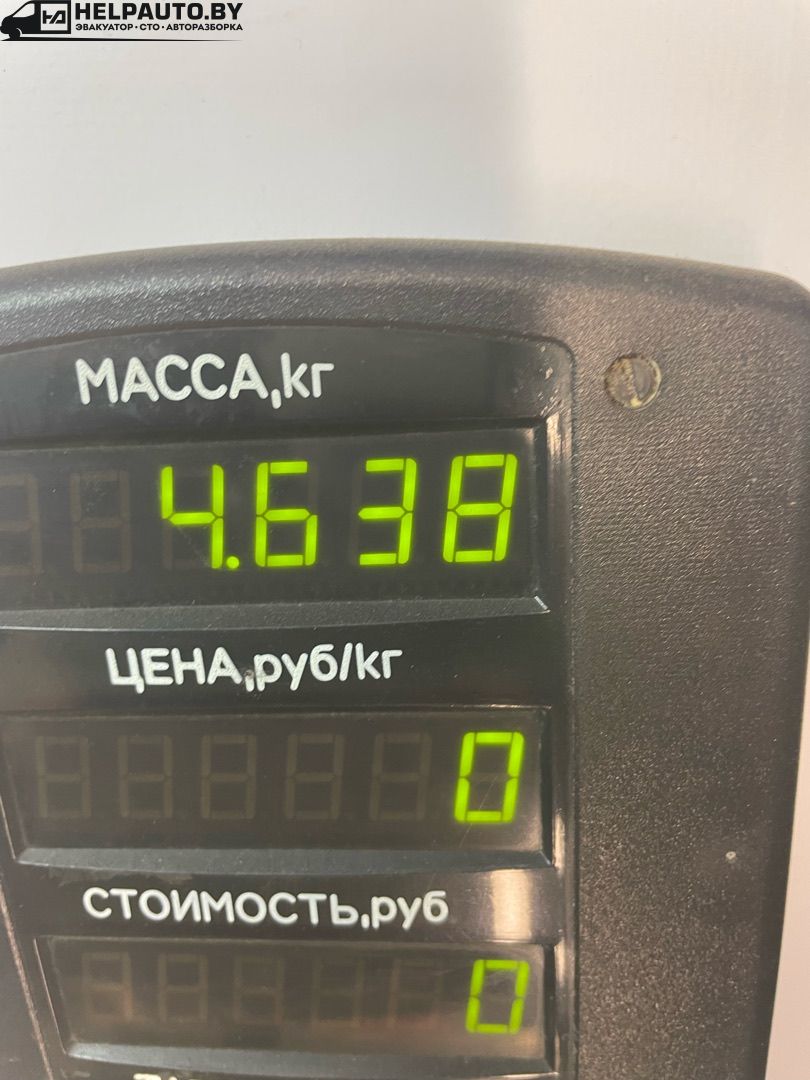 HELPAUTO.BY
ЭВАКУАТОР • СТО • АВТОРАЗБОРКА
МАССА,кг
4.638
ЦЕНА,руб/кг
0
СТОИМОСТЬ,руб
0